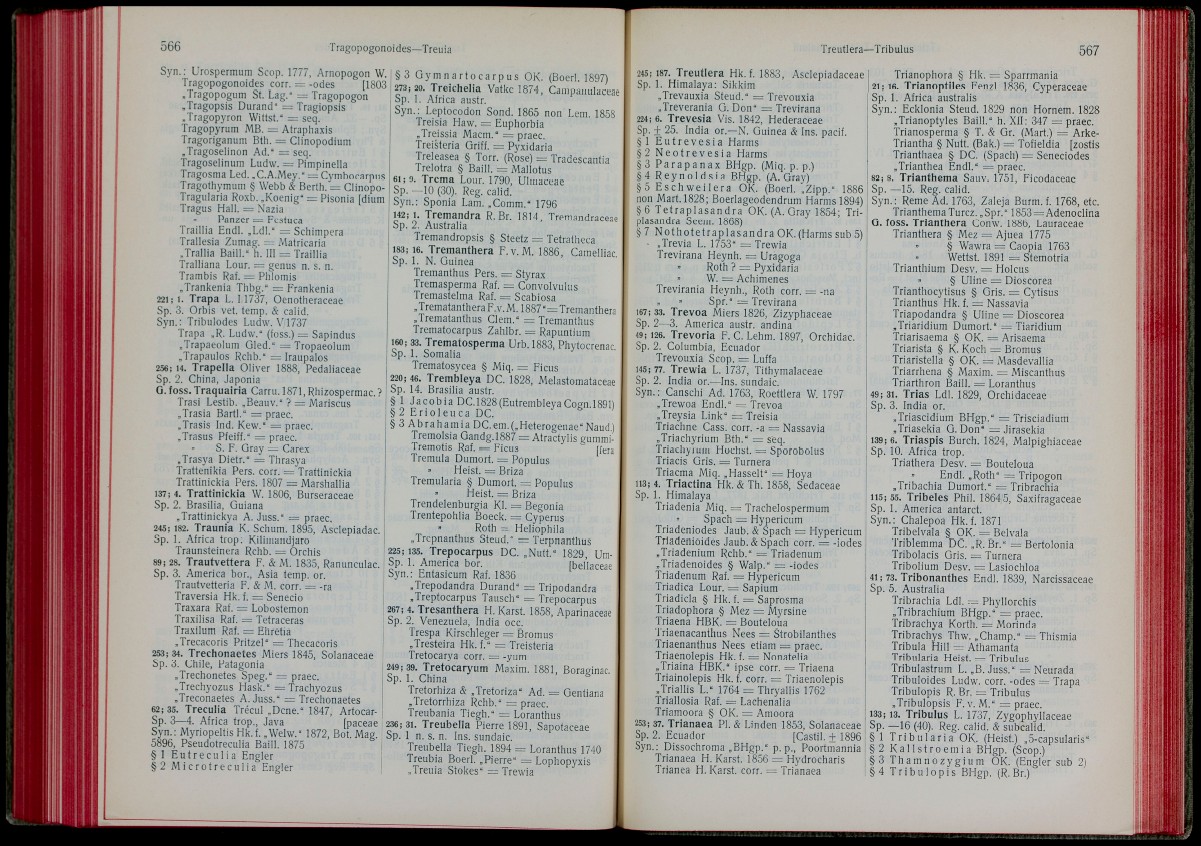 566
Tragopogonoides—Treuia
Syn.: Urospermum Scop. 1777, Arnopogon W.
Tragopogonoides corr. = -odes [1803
„Tragopogum St. Lag.“ = Tragopogon
„Tragopsis Durand“ = Tragiopsis
„Tragopyron Wittst.“ = seq.
Tragopyrum MB. = Atraphaxis
Tragoriganum Bth. = Clinopodium
„Tragoselinon Ad.“ = seq.
Tragoselinum Ludw. = Pimpinella
Tragosma Led. „C.A.Mey.“ = Cymbocarpus
Tragothymum § Webb & Berth. = Clinopo-
Tragularia Roxb. „Koenig“ = Pisonia [dium
Tragus Hall. = Nazia
„ Panzer = Festuca
Traillia Endl. „Ldl.“ = Schimpera
Trallesia Zumag. = Matricaria
„Trallia Baill.“ h. III = Traillia
Tralliana Lour. = genus n. s. n.
Trambis Raf. = Phlomis
„Trankenia Thbg.“ = Frankenia
221; 1. Trapa L. I 1737, Oenotheraceae
Sp. 3. Orbis vet. temp. & calid.
Syn.: Tribulodes Ludw. VI737
Trapa „R. Ludw.“ (foss.) = Sapindus
„Trapaeolum Gled.“ = Tropaeolum
„Trapaulos Rchb.“ = Iraupalos
256; 14. Trapella Oliver 1888, Pedaliaceae
Sp. 2. China, Japonia
G. foss. Traquairia Carru. 1871, Rhizospermac.?
Trasi Lestib. „Beauv.“ ? = Mariscus
„Trasia Bartl.“ = praec.
„Trasis Ind. Kew.“ = praec.
„Trasus Pfeiff.“ = praec.
„ S. F. Gray = Carex
„Trasya Dietr.“ = Thrasya
Trattenikia Pers. corr. = Trattinickia
Trattinickia Pers. 1807 = Marshallia
137; 4. Trattinickia W. 1806, Burseraceae
Sp. 2. Brasilia, Guiana
„Trattinickya A. Juss.“ = praec.
245; 182. Traunia K. Schum. 1895, Asclepiadac.
Sp. 1. Africa trop: Kilimandjaro
Traunsteinera Rchb. = Orchis
89; 28. Trautvettera F. & M. 1835, Ranunculac.
Sp. 3. America bor., Asia temp. or.
Trautvetteria F. & M. corr. = -ra
Traversia Hk. f. = Senecio
Traxara Raf. = Lobostemon
Traxilisa Raf. = Tetraceras
Traxilum Raf. = Ehretia
„Trecacoris Pritzel“ = Thecacoris
253; 34. Trechonaetes Miers 1845, Solanaceae
Sp. 3. Chile, Patagonia
„Trechonetes Speg.“ = praec.
„Trechyozus Hask.“ = Trachyozus
„Treconaetes A. Juss.“ = Trechonaetes
62; 35. Treculia Trécul „Dcne.“ 1847, Artocar-
Sp. 3—4. Africa trop., Java [paceae
Syn.: Myriopeltis Hk. f. „Welw.“ 1872, Bot. Mag.
5896, Pseudotreculia Baill. 1875
§ 1 Eutreculia Engler
§ 2 Microtreculia Engler
§ 3 Gymnartocarpus OK. (Boerl. 1897)
273; 20. Treichelia Vatke 1874, Campanulaceae
Sp. 1. Africa austr.
Syn.: Leptocodon Sond. 1865 non Lem. 1858
Treisia Haw. = Euphorbia
„Treissia Macm.“ = praec.
Treisteria Griff. = Pyxidaria
Treleasea § Torr. (Rose) = Tradescantia
Trelotra § Baill. = Mallotus
61; 9. Trema Lour. 1790, Ulmaceae
Sp. —10 (30). Reg. calid.
Syn.: Sponia Lam. „Comm.“ 1796
142; 1. Tremandra R. Br. 1814, Tremandraceae
Sp. 2. Australia
Tremandropsis § Steetz = Tetratheca
183; 16. Tremanthera F. v. M. 1886, Camelliac.
Sp. 1. N. Guinea
Tremanthus Pers. = Styrax
Tremasperma Raf. = Convolvulus
Tremastelma Raf. = Scabiosa
„Trematanthera F. v. M. 1887“ = Tremanthera
„Trematanthus Clem.“ = Tremanthus
Trematocarpus Zahlbr. = Rapuntium
160; 33. Trematosperma Urb. 1883, Phytocrenac.
Sp. 1. Somalia
Trematosycea § Miq. = Ficus
220; 46. Trembleya DC. 1828, Melastomataceae
Sp. 14. Brasilia austr.
§ 1 Jacobia DC. 1828 (Eutrembleya Cogn. 1891)
§ 2 Erioleuca DC.
§ 3 Abrahamia DC. em. („Heterogenae“ Naud.)
Tremolsia Gandg. 1887 = Atractylis gummi-
Tremotis Raf. = Ficus [fera
Tremula Dumort. = Populus
„ Heist. = Briza
Tremularia § Dumort. = Populus
„ Heist. = Briza
Trendelenburgia Kl. = Begonia
Trentepohlia Boeck. = Cyperus
„ Roth = Heliophila
„Trepnanthus Steud.“ = Terpnanthus
225; 135. Trepocarpus DC. „Nutt.“ 1829, Um-
Sp. 1. America bor. [bellaceae
Syn.: Entasicum Raf. 1836
„Trepodandra Durand“ = Tripodandra
„Treptocarpus Tausch“ = Trepocarpus
267; 4. Tresanthera H. Karst. 1858, Aparinaceae
Sp. 2. Venezuela, India occ.
Trespa Kirschleger = Bromus
„Tresteira Hk. f.“ = Treisteria
Tretocarya corr. = -yum
249; 39. Tretocaryum Maxim. 1881, Boraginac.
Sp. 1. China
Tretorhiza & „Tretoriza“ Ad. = Gentiana
„Tretorrhiza Rchb.“ = praec.
Treubania Tiegh.“ = Loranthus
236; 31. Treubella Pierre 1891, Sapotaceae
Sp. 1 n. s. n. Ins. sundaic.
Treubella Tiegh. 1894 = Loranthus 1740
Treubia Boerl. „Pierre“ = Lophopyxis
„Treuia Stokes“ = Trewia
Treutlera—Tribulus
567
245; 187. Treutlera Hk. f. 1883, Asclepiadaceae
Sp. 1. Himalaya: Sikkim
„Trevauxia Steud.“ = Trevouxia
„Treverania G. Don“ = Trevirana
224; 6. Trevesia Vis. 1842, Hederaceae
Sp. ± 25. India or.—N. Guinea & Ins. pacif.
§ 1 Eutrevesia Harms
§ 2 Neotrevesia Harms
§ 3 Parapanax BHgp. (Miq. p. p.)
§ 4 Reynoldsia BHgp. (A. Gray)
§ 5 Eschweilera OK. (Boerl. „Zipp.“ 1886
non Mart. 1828; Boerlageodendrum Harms 1894)
§ 6 Tetraplasandra OK. (A. Gray 1854; Tri-
plasandra Seem. 1868)
§ 7 Nothotetraplasandra OK. (Harms sub 5)
„Trevia L. 1753“ = Trewia
Trevirana Heynh. = Uragoga
„ Roth ? = Pyxidaria
„ W. = Achimenes
Trevirania Heynh., Roth corr. = -na
„ „ Spr.“ = Trevirana
167; 33. Trevoa Miers 1826, Zizyphaceae
Sp. 2—3. America austr. andina
49; 126. Trevoria F. C. Lehm. 1897, Orchidac.
Sp. 2. Columbia, Ecuador
Trevouxia Scop. = Luffa
145; 77. Trewia L. 1737, Tithymalaceae
Sp. 2. India or.—Ins. sundaic.
Syn.: Canschi Ad. 1763, Roettlera W. 1797
„Trewoa Endl.“ = Trevoa
„Treysia Link“ = Treisia
Triachne Cass. corr. -a = Nassavia
„Triachyrium Bth.“ = seq.
Triachyrum Hochst. = Sporobolus
Triacis Gris. = Turnera
Triacma Miq. „Hasselt“ = Hoya
113; 4. Triactina Hk. & Th. 1858, Sedaceae
Sp. 1. Himalaya
Triadenia Miq. = Trachelospermum
„ Spach = Hypericum
Triadeniodes Jaub. & Spach = Hypericum
Triadenioides Jaub. & Spach corr. = -iodes
„Triadenium Rchb.“ = Triadenum
„Triadenoides § Walp.“ = -iodes
Triadenum Raf. = Hypericum
Triadica Lour. = Sapium
Triadicla § Hk. f. = Saprosma
Triadophora § Mez = Myrsine
Triaena HBK. = Bouteloua
Triaenacanthus Nees = Strobilanthes
Triaenanthus Nees etiam = praec.
Triaenolepis Hk. f. = Nonatelia
„Triaina HBK.“ ipse corr. = Triaena
Triainolepis Hk. f. corr. = Triaenolepis
„Triallis L.“ 1764 = Thryallis 1762
Triallosia Raf. = Lachenalia
Triamoora § OK. = Amoora
253; 37. Trianaea Pl. & Linden 1853, Solanaceae
Sp. 2. Ecuador [Castil. ± 1896
Syn.: Dissochroma „BHgp.“ p. p., Poortmannia
Trianaea H. Karst. 1856 = Hydrocharis
Trianea H. Karst. corr. = Trianaea
Trianophora § Hk. = Sparrmania
21; 16. Trianoptiles Fenzl 1836, Cyperaceae
Sp. 1. Africa australis
Syn.: Ecklonia Steud. 1829 non Hornem. 1828
„Trianoptyles Baill.“ h. XII: 347 = praec.
Trianosperma § T. & Gr. (Mart.) = Arke-
Triantha § Nutt. (Bak.) = Tofieldia [zostis
Trianthaea § DC. (Spach) = Seneciodes
„Trianthea Endl.“ = praec.
82; 8. Trianthema Sauv. 1751, Ficodaceae
Sp. —15. Reg. calid.
Syn.: Reme Ad. 1763, Zaleja Burm. f. 1768, etc.
Trianthema Turcz. „Spr.“ 1853 = Adenoclina
G. foss. Trianthera Conw. 1886, Lauraceae
Trianthera § Mez = Ajuea 1775
„ § Wawra = Caopia 1763
„ Wettst. 1891 = Stemotria
Trianthium Desv. = Holcus
„ § Uline = Dioscorea
Trianthocytisus § Gris. = Cytisus
Trianthus Hk. f. = Nassavia
Triapodandra § Uline = Dioscorea
„Triaridium Dumort.“ = Tiaridium
Triarisaema § OK. = Arisaema
Triarista § K. Koch = Bromus
Triaristella § OK. = Masdevallia
Triarrhena § Maxim. = Miscanthus
Triarthron Baill. = Loranthus
49; 31. Trias Ldl. 1829, Orchidaceae
Sp. 3. India or.
„Triascidium BHgp.“ = Trisciadium
„Triasekia G. Don“ = Jirasekia
139; 6. Triaspis Burch. 1824, Malpighiaceae
Sp. 10. Africa trop.
Triathera Desv. = Bouteloua
„ Endl. „Roth“ = Tripogon
„Tribachia Dumort.“ = Tribrachia
115; 55. Tribeles Phil. 1864/5, Saxifragaceae
Sp. 1. America antarct.
Syn.: Chalepoa Hk. f. 1871
Tribelvala § OK. = Belvala
Triblemma DC. „R. Br.“ = Bertolonia
Tribolacis Gris. = Turnera
Tribolium Desv. = Lasiochloa
41; 73. Tribonanthes Endl. 1839, Narcissaceae
Sp. 5. Australia
Tribrachia Ldl. = Phyllorchis
„Tribrachium BHgp.“ = praec.
Tribrachya Korth. = Morinda
Tribrachys Thw. „Champ.“ = Thismia
Tribula Hill = Athamanta
Tribularia Heist. = Tribulus
Tribulastrum L. „B. Juss.“ = Neurada
Tribuloides Ludw. corr. -odes = Trapa
Tribulopis R. Br. = Tribulus
„Tribulopsis F. v. M.“ = praec.
133; 13. Tribulus L. 1737, Zygophyllaceae
Sp. —16 (40). Reg. calid. & subcalid.
§ 1 Tribularia OK. (Heist.) „5-capsularis“
§ 2 Kallstroemia BHgp. (Scop.)
§ 3 Thamnozygium OK. (Engler sub 2)
§ 4 Tribulopis BHgp. (R. Br.)